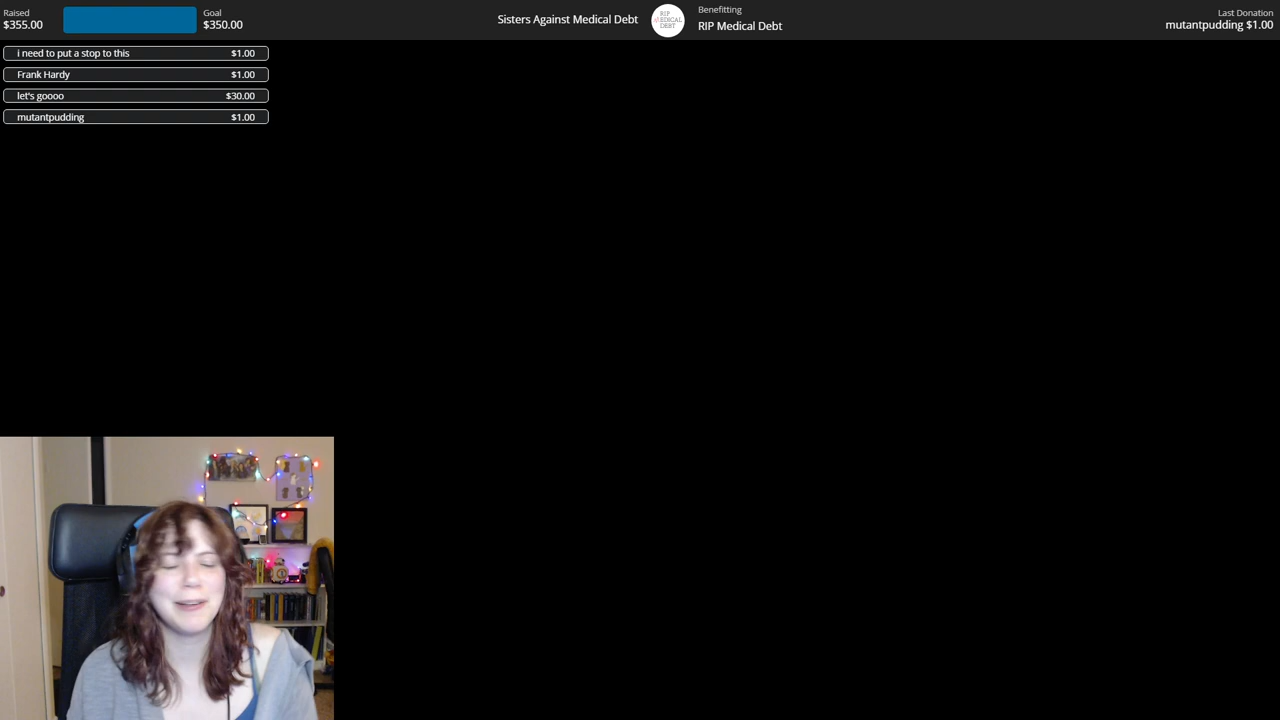 Raised
$355.00
Goal
$350.00
Sisters Against Medical Debt
RIP
MEDICAL
DEBT
Benefitting
RIP Medical Debt
Last Donation
mutantpudding $1.00
i need to put a stop to this $1.00
Frank Hardy $1.00
let's goooo $30.00
mutantpudding $1.00